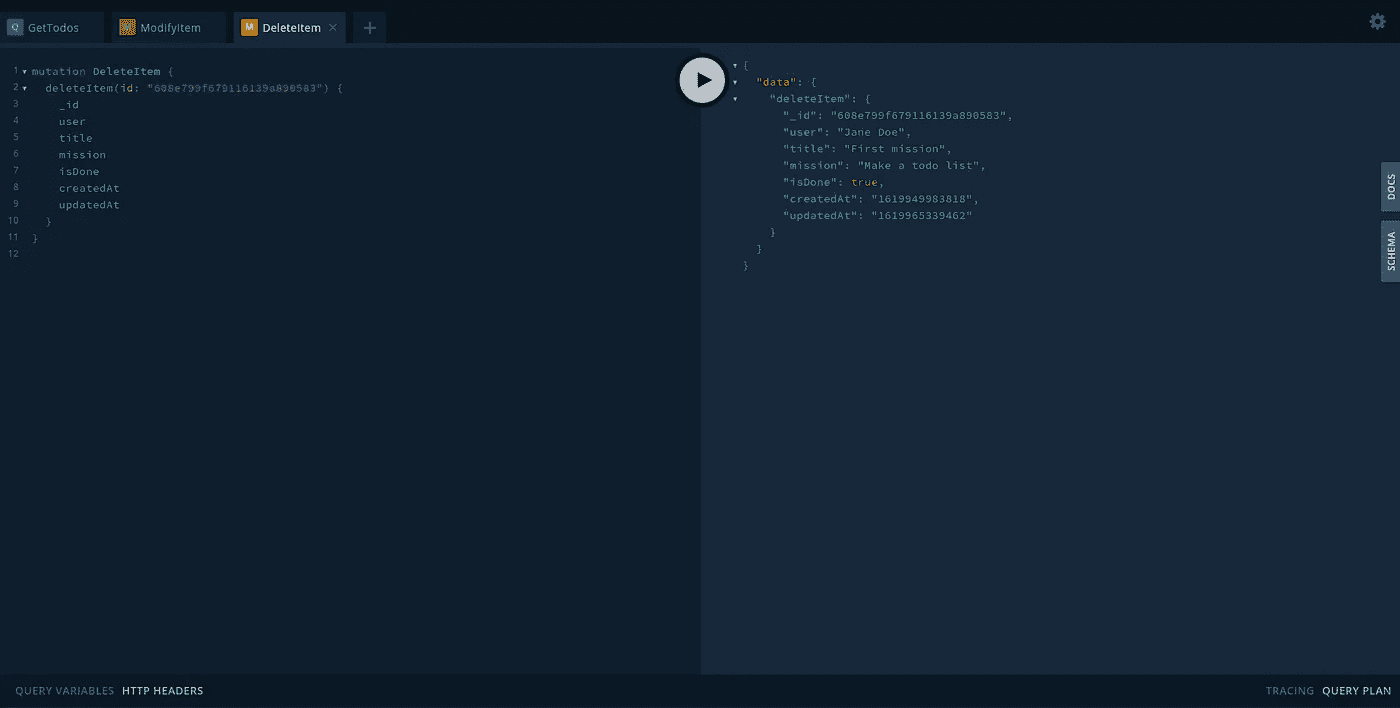 Q GetTodos M ModifyItem M DeleteItem × +
1 ▾ mutation DeleteItem {
2 ▾ deleteItem(id: "608e799f679116139a890583") {
3 _id
4 user
5 title
6 mission
7 isDone
8 createdAt
9 updatedAt
10 }
11 }
12
▾ {
▾ "data": {
▾ "deleteItem": {
"_id": "608e799f679116139a890583",
"user": "Jane Doe",
"title": "First mission",
"mission": "Make a todo list",
"isDone": true,
"createdAt": "1619949983818",
"updatedAt": "1619965339462"
}
}
}
DOCS
SCHEMA
QUERY VARIABLES HTTP HEADERS
TRACING QUERY PLAN